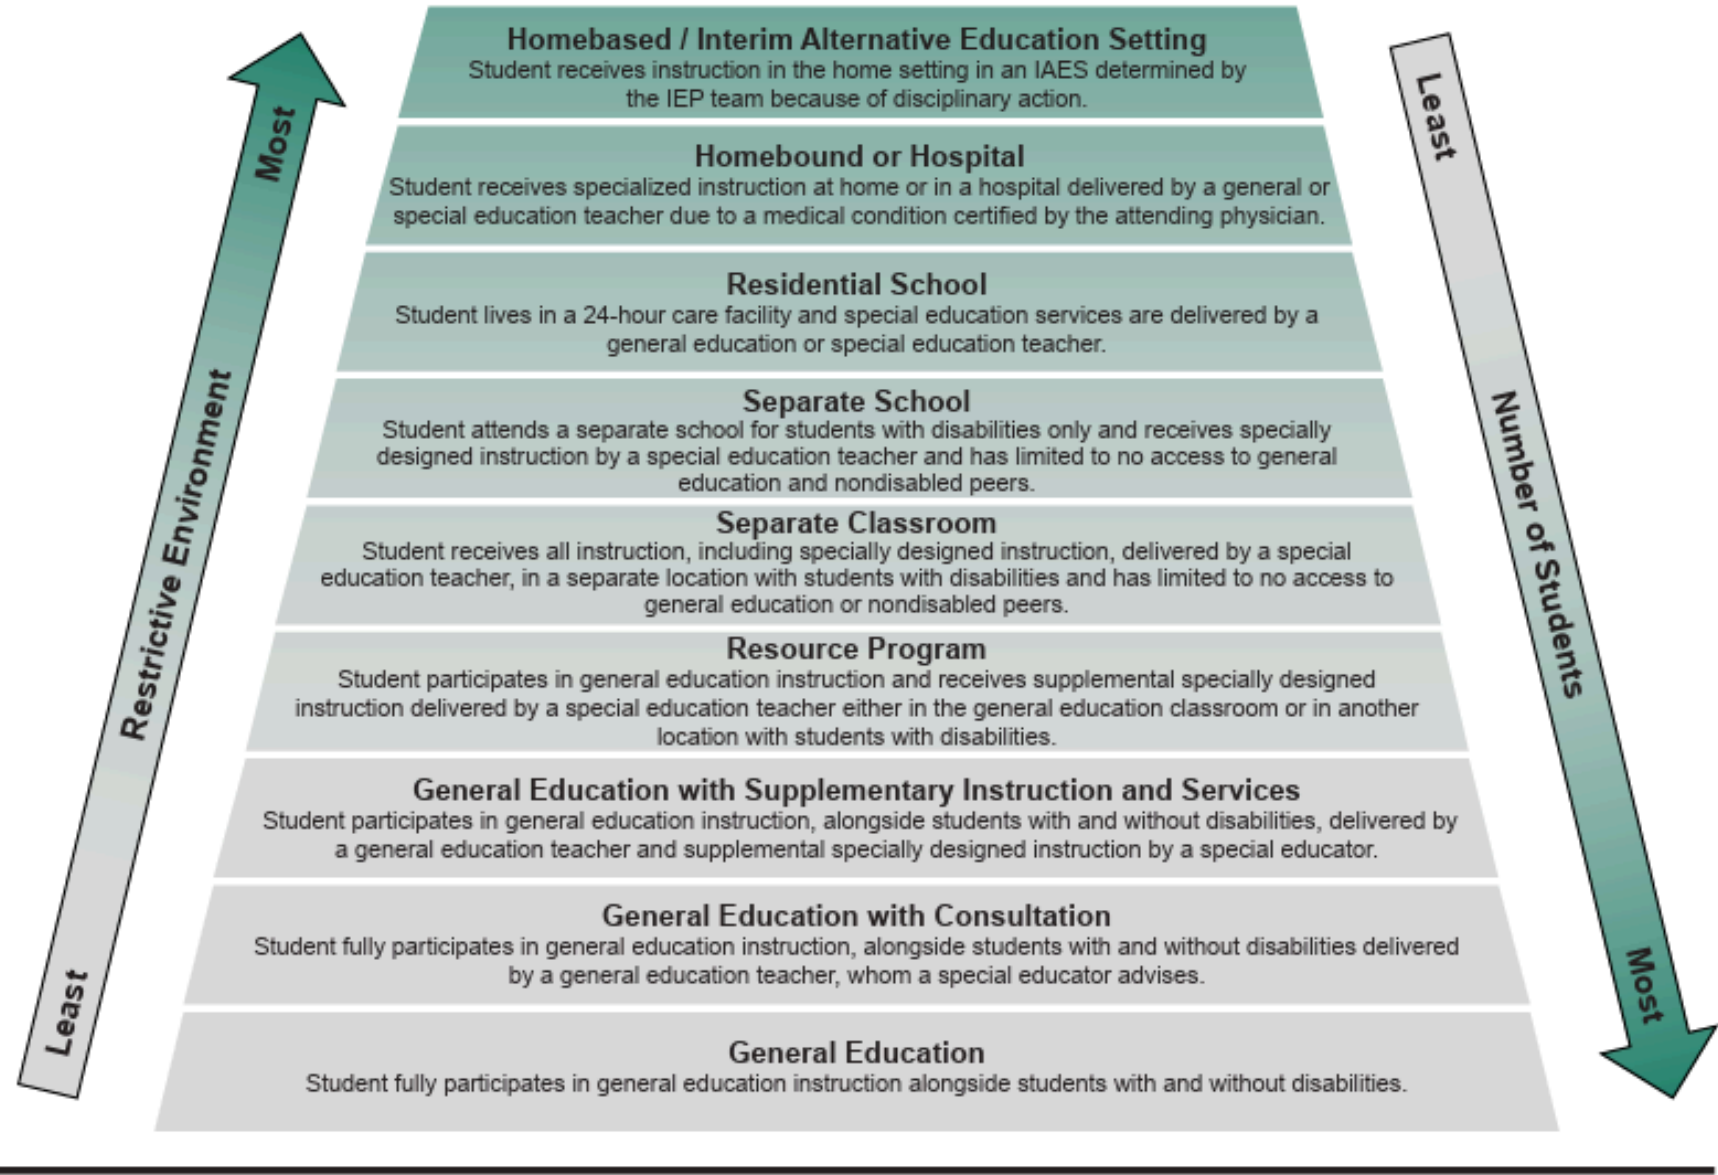 Homebased / Interim Alternative Education Setting
Student receives instruction in the home setting in an IAES determined by
the IEP team because of disciplinary action.
Homebound or Hospital
Student receives specialized instruction at home or in a hospital delivered by a general or
special education teacher due to a medical condition certified by the attending physician.
Residential School
Student lives in a 24-hour care facility and special education services are delivered by a
general education or special education teacher.
Separate School
Student attends a separate school for students with disabilities only and receives specially
designed instruction by a special education teacher and has limited to no access to general
education and nondisabled peers.
Separate Classroom
Student receives all instruction, including specially designed instruction, delivered by a special
education teacher, in a separate location with students with disabilities and has limited to no access to
general education or nondisabled peers.
Resource Program
Student participates in general education instruction and receives supplemental specially designed
instruction delivered by a special education teacher either in the general education classroom or in another
location with students with disabilities.
General Education with Supplementary Instruction and Services
Student participates in general education instruction, alongside students with and without disabilities, delivered by
a general education teacher and supplemental specially designed instruction by a special educator.
General Education with Consultation
Student fully participates in general education instruction, alongside students with and without disabilities delivered
by a general education teacher, whom a special educator advises.
General Education
Student fully participates in general education instruction alongside students with and without disabilities.
Least Restrictive Environment Most
Least Number of Students Most